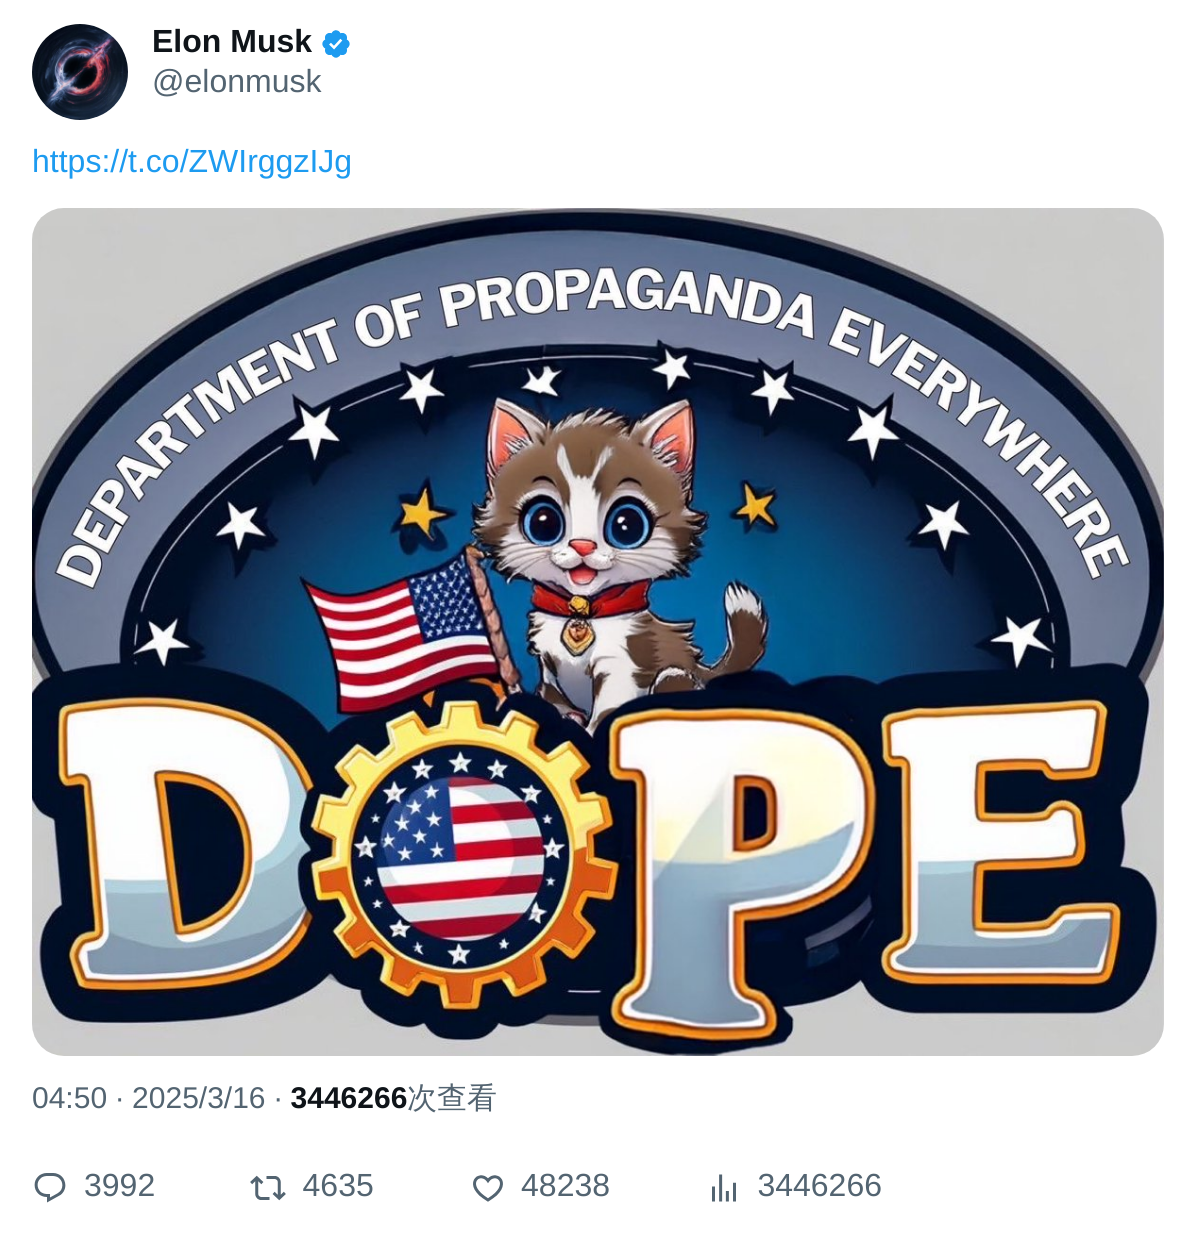 Elon Musk
@elonmusk
https://t.co/ZWIrggzIJg
DEPARTMENT OF PROPAGANDA EVERYWHERE
DOPE
04:50 · 2025/3/16 · 3446266次查看
3992 4635 48238 3446266